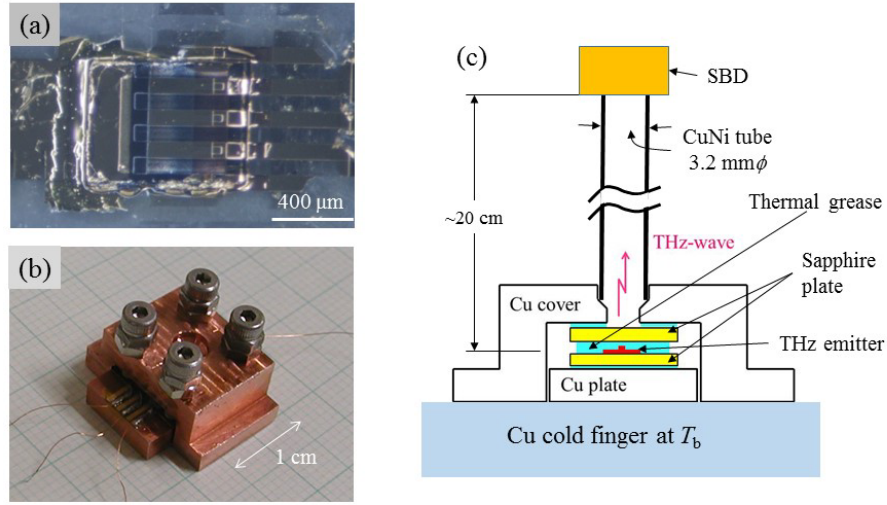 (a)
400 μm
(b)
1 cm
(c)
SBD
CuNi tube
3.2 mmϕ
~20 cm
Thermal grease
THz-wave
Sapphire
plate
Cu cover
THz emitter
Cu plate
Cu cold finger at Tb